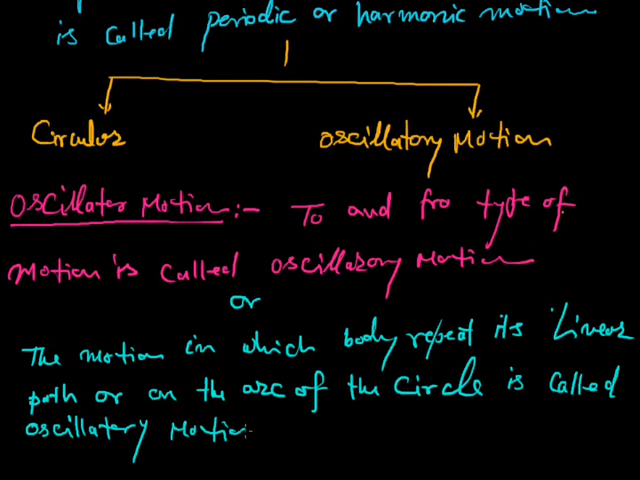 is called periodic or harmonic motion
Circular
oscillatory Motion
Oscillator Motion:- To and fro type of
Motion is called oscillatory Motion
or
The motion in which body repeat its Linear
path or on the arc of the Circle is called
oscillatory Motion